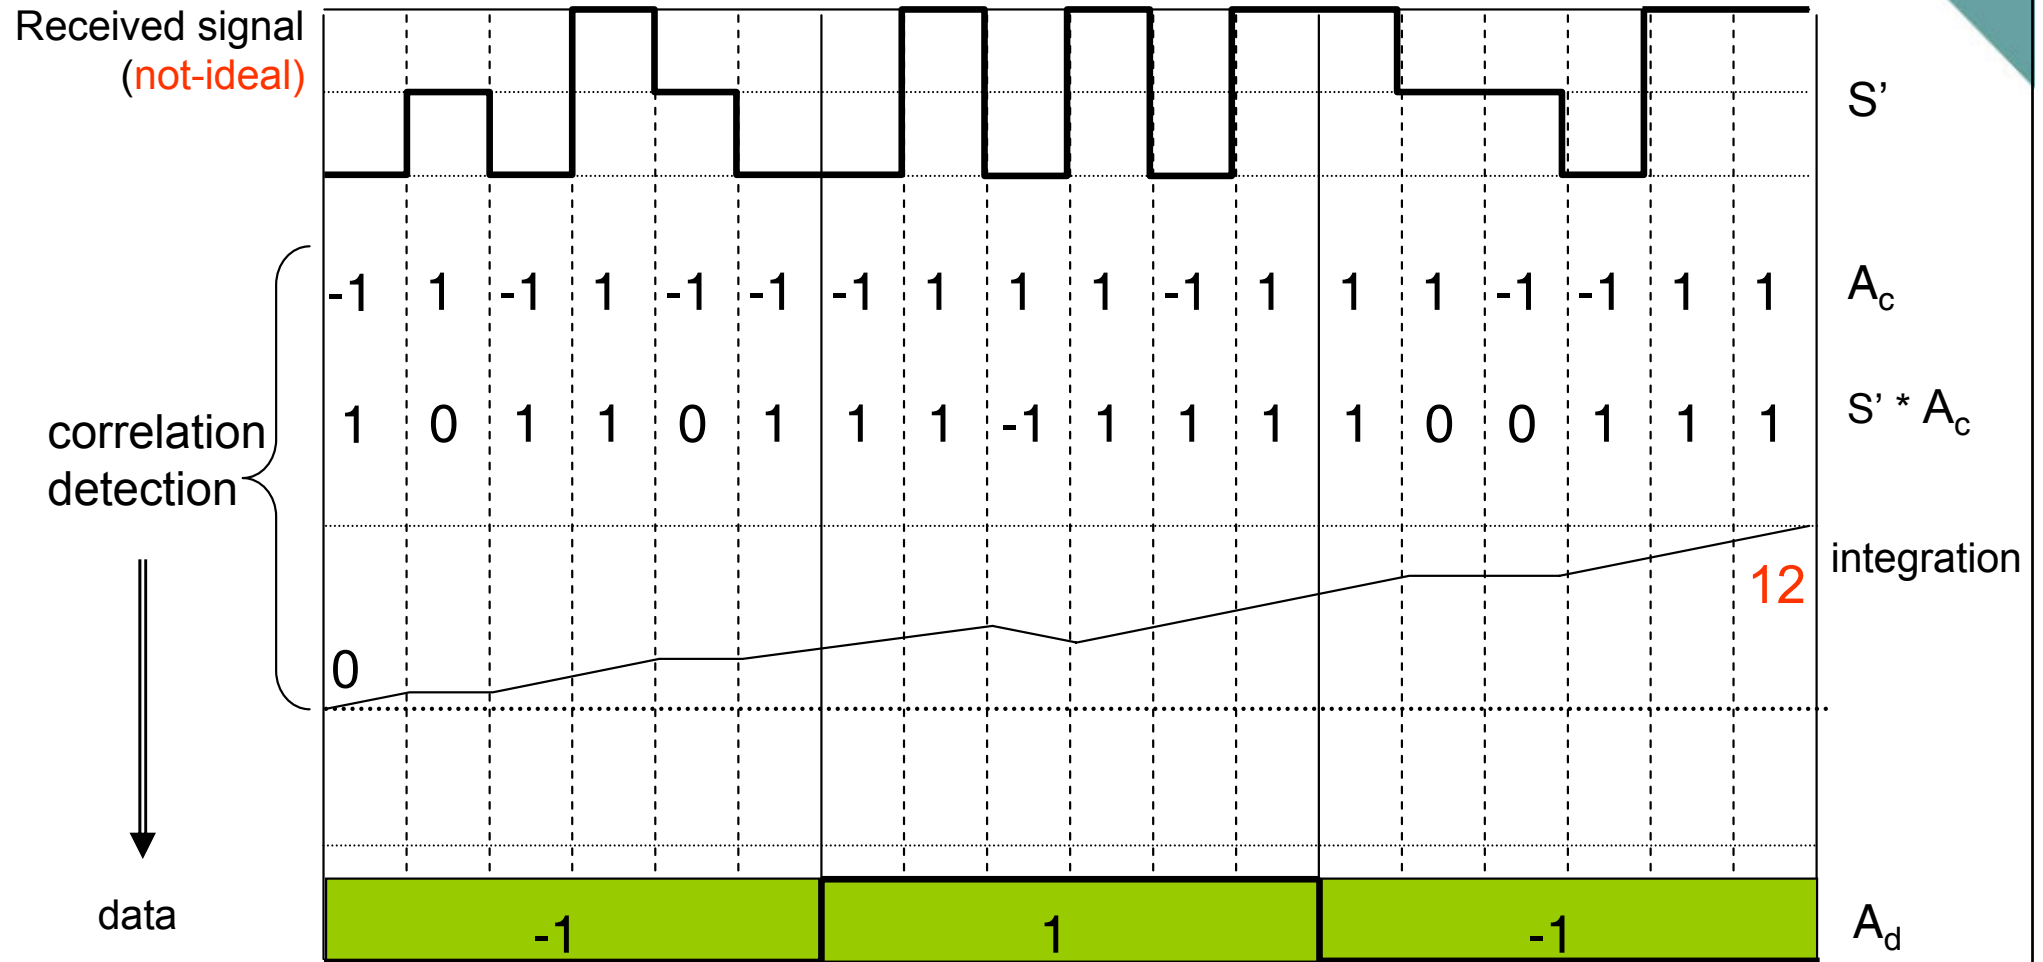 Received signal
(not-ideal)
S'
-1 1 -1 1 -1 -1 -1 1 1 1 -1 1 1 1 -1 -1 1 1 Ac
1 0 1 1 0 1 1 1 -1 1 1 1 1 0 0 1 1 1 S' * Ac
correlation
detection
integration
12
0
data -1 1 -1 Ad